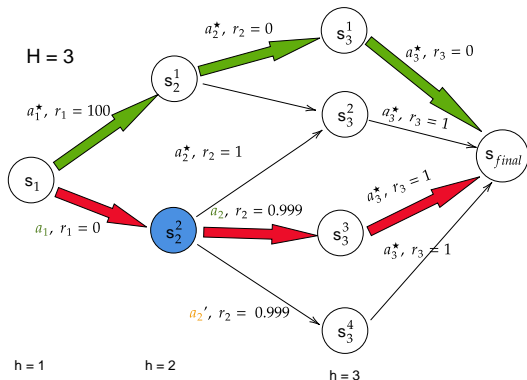 H = 3
a₁★, r₁ = 100
a₂★, r₂ = 0
a₃★, r₃ = 0
s₁
s₂¹
s₃¹
s₃²
a₃★, r₃ = 1
s_final
a₂★, r₂ = 1
a₁, r₁ = 0
s₂²
a₂, r₂ = 0.999
s₃³
a₃★, r₃ = 1
a₃★, r₃ = 1
a₂′, r₂ = 0.999
s₃⁴
h = 1
h = 2
h = 3